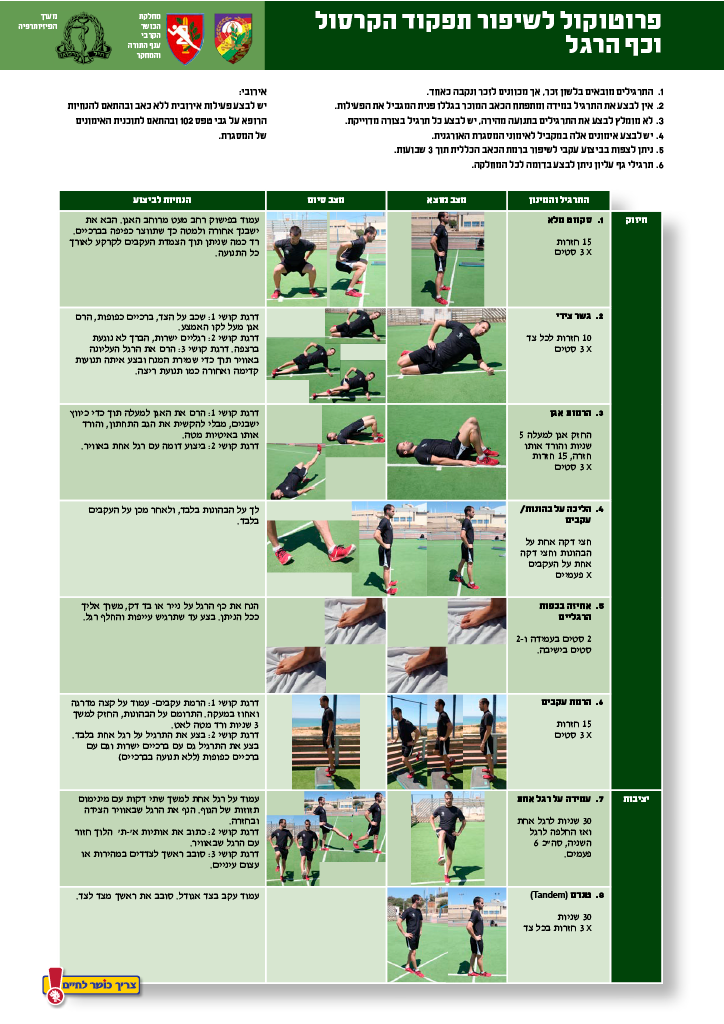 פרוטוקול לשיפור תפקוד הקרסול
וכף הרגל
מחלקת
הכושר
הקרבי
ענף התורה
והמחקר
מערך
הפיזיותרפיה
1. התרגילים מובאים בלשון זכר, אך מכוונים לזכר ונקבה כאחד.
2. אין לבצע את התרגיל במידה ומתפתח הכאב המוכר בגללו פנית המגביל את הפעילות.
3. לא מומלץ לבצע את התרגילים בתנועה מהירה, יש לבצע כל תרגיל בצורה מדוייקת.
4. יש לבצע אימונים אלה במקביל לאימוני המסגרת האורגנית.
5. ניתן לצפות בביצוע עקבי לשיפור ברמת הכאב הכללית תוך 3 שבועות.
6. תרגילי גף עליון ניתן לבצע בדומה לכל המחלקה.
אירובי:
יש לבצע פעילות אירובית ללא כאב ובהתאם להנחיות
הרופא על גבי טפס 102 ובהתאם לתוכנית האימונים
של המסגרת.
התרגיל והמינון
מצב מוצא
מצב סיום
הנחיות לביצוע
חיזוק
1. סקווט מלא
15 חזרות
X 3 סטים
עמוד בפישוק רחב מעט מרוחב האגן. הבא את
ישבנך אחורה ולמטה כך שתיווצר כפיפה בברכיים.
רד כמה שניתן תוך הצמדת העקבים לקרקע לאורך
כל התנועה.
2. גשר צידי
10 חזרות לכל צד
X 3 סטים
דרגת קושי 1: שכב על הצד, ברכיים כפופות, הרם
אגן מעל לקו האמצע.
דרגת קושי 2: רגליים ישרות, הברך לא נוגעת
ברצפה. דרגת קושי 3: הרם את הרגל העליונה
באוויר תוך כדי שמירת המנח ובצע איתה תנועות
קדימה ואחורה כמו תנועת ריצה.
3. הרמות אגן
החזק אגן למעלה 5
שניות והורד אותו
חזרה, 15 חזרות
X 3 סטים
דרגת קושי 1: הרם את האגן למעלה תוך כדי כיווץ
ישבנים, מבלי להקשית את הגב התחתון, והורד
אותו באיטיות מטה.
דרגת קושי 2: ביצוע דומה עם רגל אחת באוויר.
4. הליכה על בהונות/
עקבים
חצי דקה אחת על
הבהונות וחצי דקה
אחת על העקבים
X פעמיים
לך על הבהונות בלבד, ולאחר מכן על העקבים
בלבד.
5. אחיזה בכפות
הרגליים
2 סטים בעמידה ו-2
סטים בישיבה.
הנח את כף הרגל על נייר או בד דק, משוך אליך
ככל הניתן. בצע עד שתרגיש עייפות והחלף רגל.
6. הרמת עקבים
15 חזרות
X 3 סטים
דרגת קושי 1: הרמת עקבים- עמוד על קצה מדרגה
ואחוז במעקה. התרומם על הבהונות, החזק למשך
3 שניות ורד מטה לאט.
דרגת קושי 2: בצע את התרגיל על רגל אחת בלבד.
בצע את התרגיל גם עם ברכיים ישרות וגם עם
ברכיים כפופות (ללא תנועה בברכיים)
יציבות
7. עמידה על רגל אחת
30 שניות לרגל אחת
ואז החלפה לרגל
השניה, סה״כ 6
פעמים.
עמוד על רגל אחת למשך שתי דקות עם מינימום
תזוזות של הגוף. הנף את הרגל שבאוויר הצידה
ובחזרה.
דרגת קושי 2: כתוב את אותיות א׳-ת׳ הלוך חזור
עם הרגל שבאוויר.
דרגת קושי 3: סובב ראשך לצדדים במהירות או
עצום עיניים.
8. טנדם (Tandem)
30 שניות
X 3 חזרות בכל צד
עמוד עקב בצד אגודל. סובב את ראשך מצד לצד.
צריך כושר לחיים